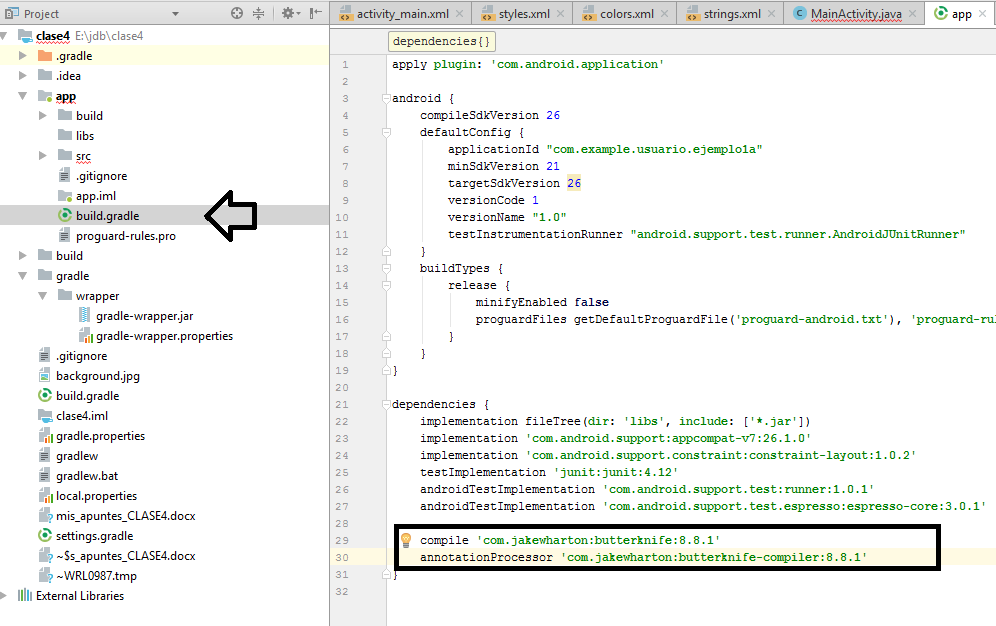 Project
clase4 E:\jdb\clase4
.gradle
.idea
app
build
libs
src
.gitignore
app.iml
build.gradle
proguard-rules.pro
build
gradle
wrapper
gradle-wrapper.jar
gradle-wrapper.properties
.gitignore
background.jpg
build.gradle
clase4.iml
gradle.properties
gradlew
gradlew.bat
local.properties
mis_apuntes_CLASE4.docx
settings.gradle
~$s_apuntes_CLASE4.docx
~WRL0987.tmp
External Libraries
activity_main.xml styles.xml colors.xml strings.xml MainActivity.java app
dependencies{}
1 apply plugin: 'com.android.application'
2
3 android {
4 compileSdkVersion 26
5 defaultConfig {
6 applicationId "com.example.usuario.ejemplo1a"
7 minSdkVersion 21
8 targetSdkVersion 26
9 versionCode 1
10 versionName "1.0"
11 testInstrumentationRunner "android.support.test.runner.AndroidJUnitRunner"
12 }
13 buildTypes {
14 release {
15 minifyEnabled false
16 proguardFiles getDefaultProguardFile('proguard-android.txt'), 'proguard-rul
17 }
18 }
19 }
20
21 dependencies {
22 implementation fileTree(dir: 'libs', include: ['*.jar'])
23 implementation 'com.android.support:appcompat-v7:26.1.0'
24 implementation 'com.android.support.constraint:constraint-layout:1.0.2'
25 testImplementation 'junit:junit:4.12'
26 androidTestImplementation 'com.android.support.test:runner:1.0.1'
27 androidTestImplementation 'com.android.support.test.espresso:espresso-core:3.0.1'
28
29 compile 'com.jakewharton:butterknife:8.8.1'
30 annotationProcessor 'com.jakewharton:butterknife-compiler:8.8.1'
31 }
32